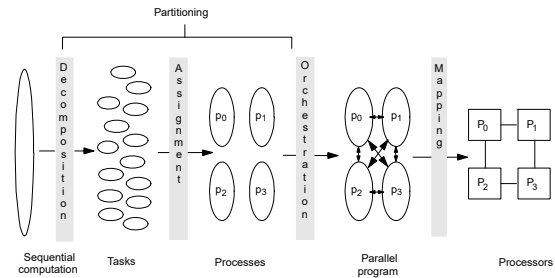 Partitioning
Decomposition
Assignment
Orchestration
Mapping
p0 p1
p2 p3
p0 p1
p2 p3
P0 P1
P2 P3
Sequential
computation
Tasks
Processes
Parallel
program
Processors